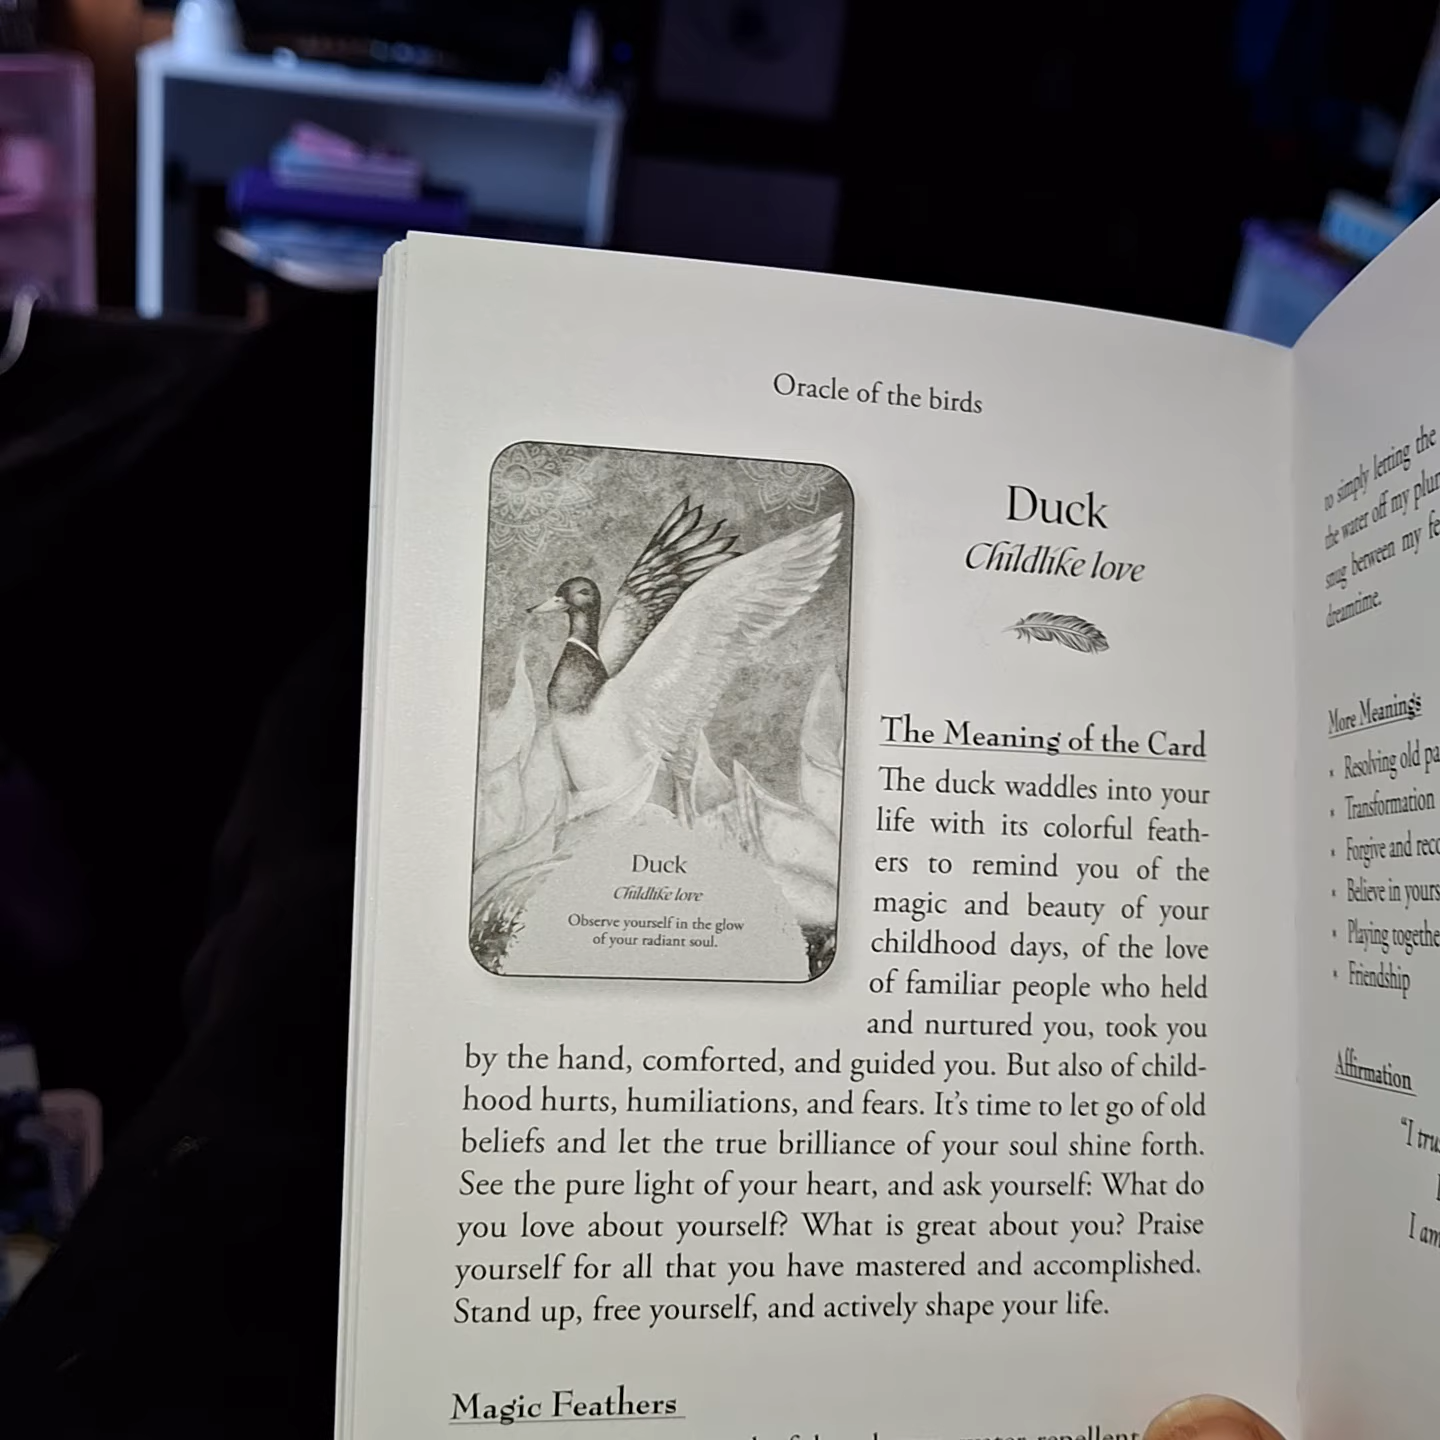 Oracle of the birds
Duck
Childlike love
Duck
Childlike love
Observe yourself in the glow
of your radiant soul.
The Meaning of the Card
The duck waddles into your
life with its colorful feath-
ers to remind you of the
magic and beauty of your
childhood days, of the love
of familiar people who held
and nurtured you, took you
by the hand, comforted, and guided you. But also of child-
hood hurts, humiliations, and fears. It's time to let go of old
beliefs and let the true brilliance of your soul shine forth.
See the pure light of your heart, and ask yourself: What do
you love about yourself? What is great about you? Praise
yourself for all that you have mastered and accomplished.
Stand up, free yourself, and actively shape your life.
Magic Feathers
repellent
to simply letting the
the water off my
snug between my
dreamtime.
More Meanings
* Resolving old
* Transformation
* Forgive and
* Believe in
* Playing
* Friendship
Affirmation
"I
I am